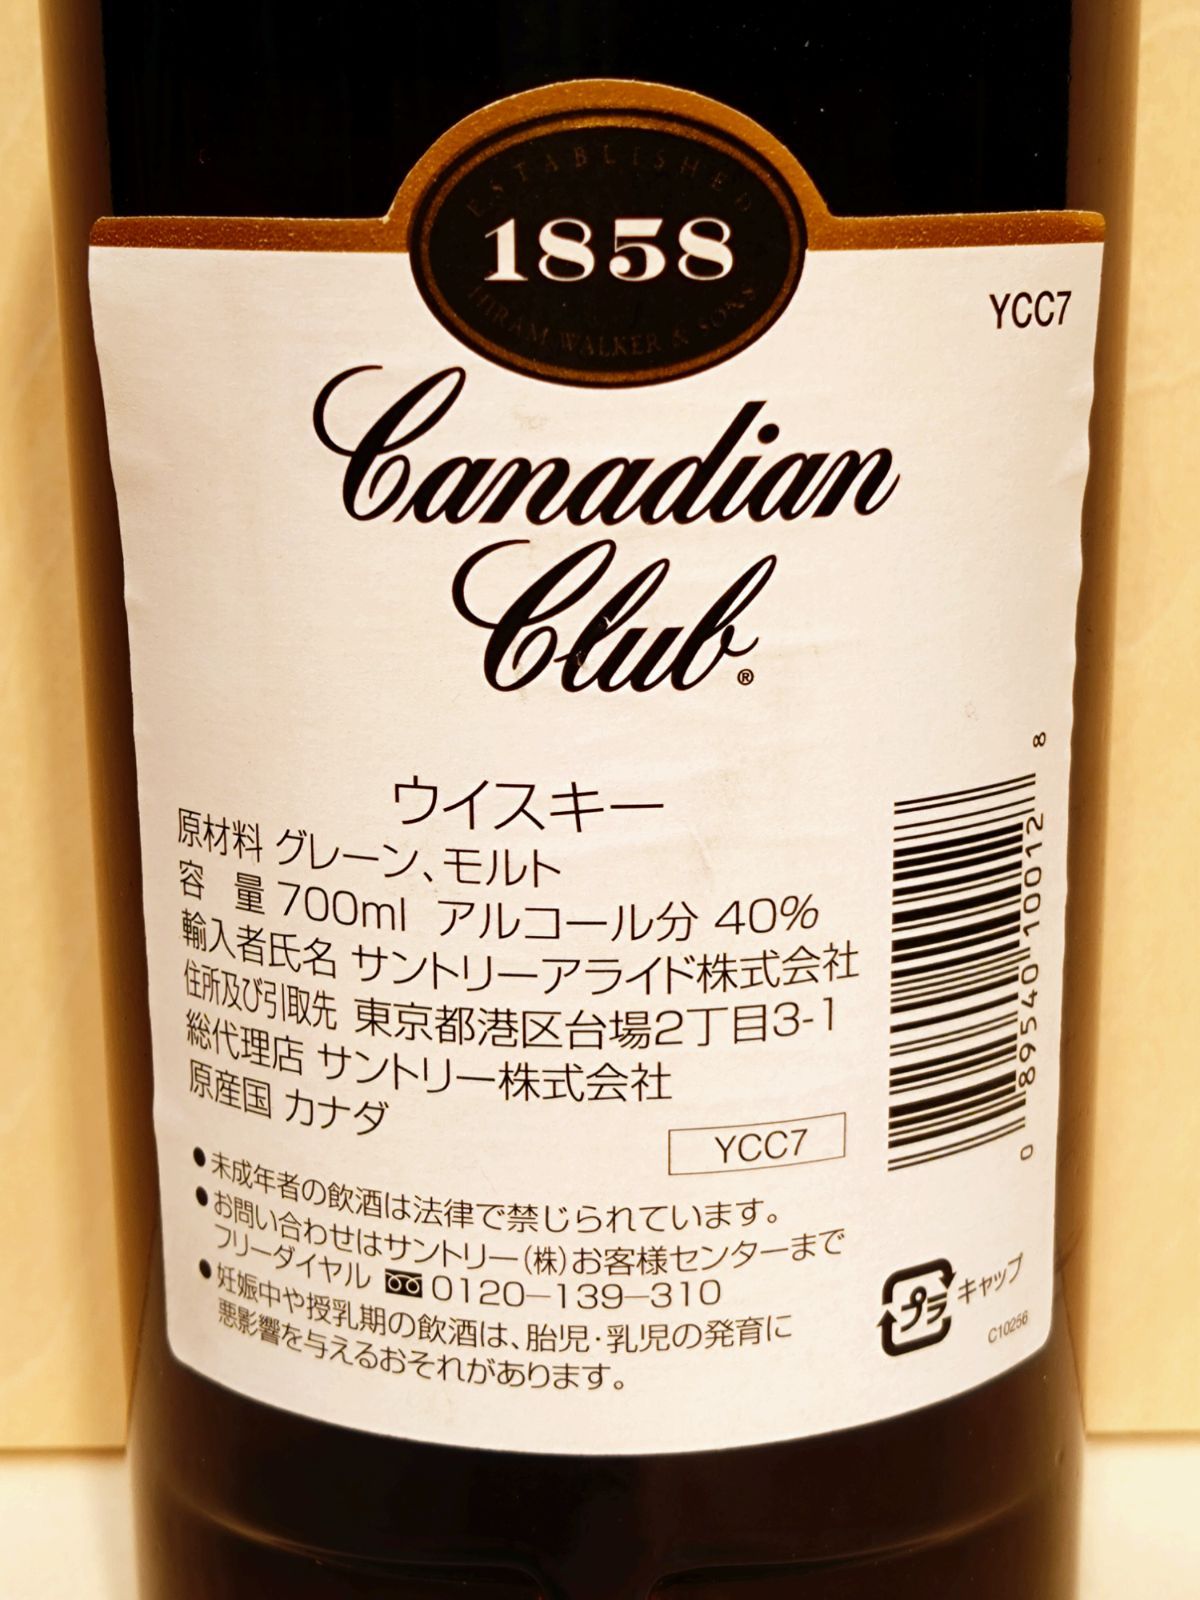 ESTABLISHED
1858
HIRAM WALKER & SONS
YCC7
Canadian
Club®
ウイスキー
原材料 グレーン、モルト
容 量 700ml アルコール分 40%
輸入者氏名 サントリーアライド株式会社
住所及び引取先 東京都港区台場2丁目3-1
総代理店 サントリー株式会社
原産国 カナダ
YCC7
●未成年者の飲酒は法律で禁じられています。
●お問い合わせはサントリー(株)お客様センターまで
フリーダイヤル 0120-139-310
●妊娠中や授乳期の飲酒は、胎児・乳児の発育に
悪影響を与えるおそれがあります。
0 89540 10012 8
プラ キャップ
C10256